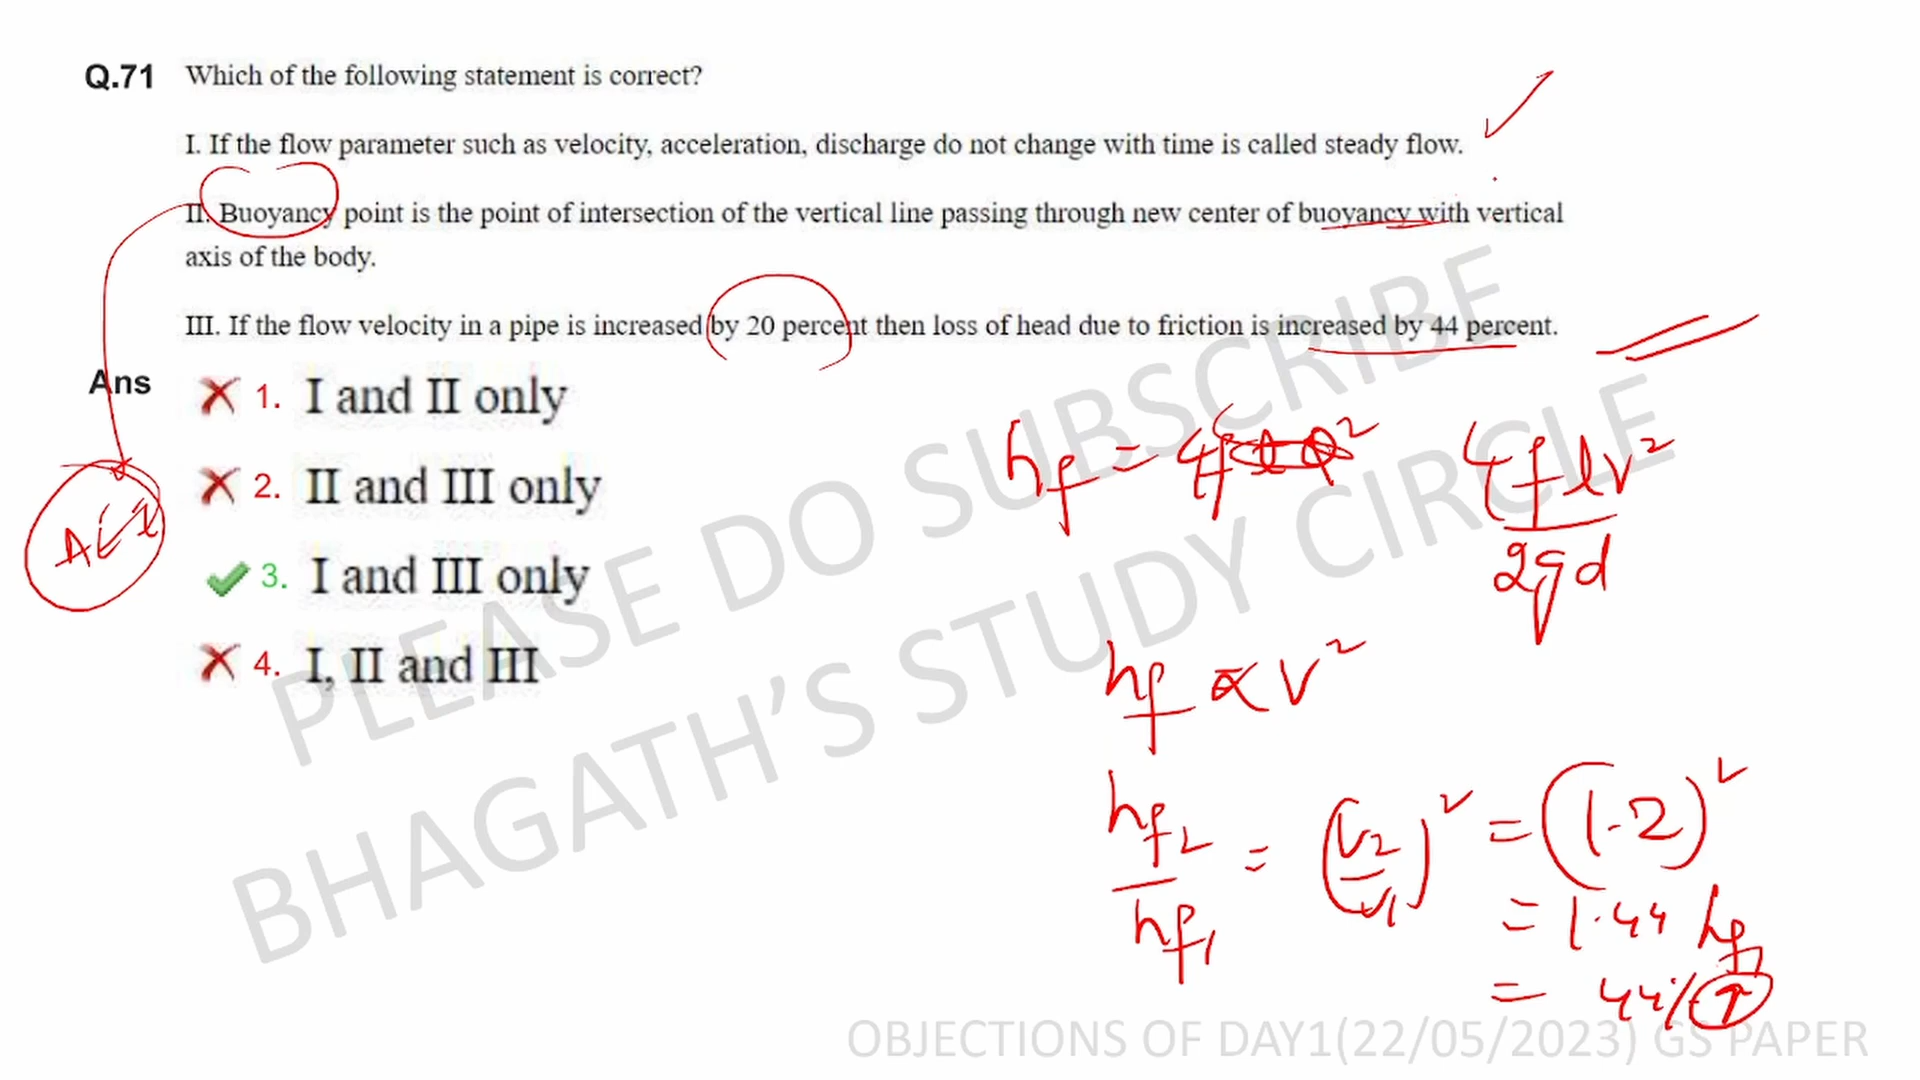 Q.71 Which of the following statement is correct?
I. If the flow parameter such as velocity, acceleration, discharge do not change with time is called steady flow.
II. Buoyancy point is the point of intersection of the vertical line passing through new center of buoyancy with vertical
axis of the body.
III. If the flow velocity in a pipe is increased by 20 percent then loss of head due to friction is increased by 44 percent.
Ans
1. I and II only
2. II and III only
3. I and III only
4. I, II and III
hf = 4f
4flv²
2gd
hf ∝ v²
hf2
hf1
= (v2/v1)² = (1.2)²
= 1.44 hf1
= 44% ↑
PLEASE DO SUBSCRIBE
BHAGATH'S STUDY CIRCLE
OBJECTIONS OF DAY1(22/05/2023) GS PAPER